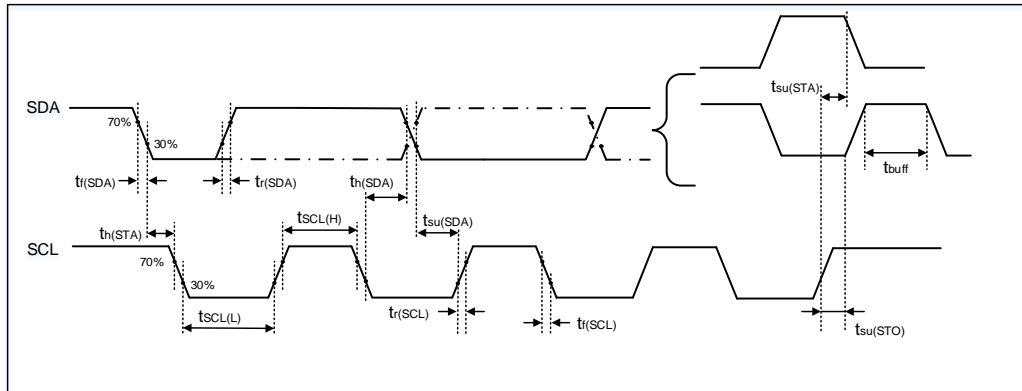 tsu(STA)
SDA
70%
30%
tbuff
tf(SDA)
tr(SDA)
th(SDA)
tsu(SDA)
tSCL(H)
th(STA)
SCL
70%
30%
tr(SCL)
tf(SCL)
tSCL(L)
tsu(STO)